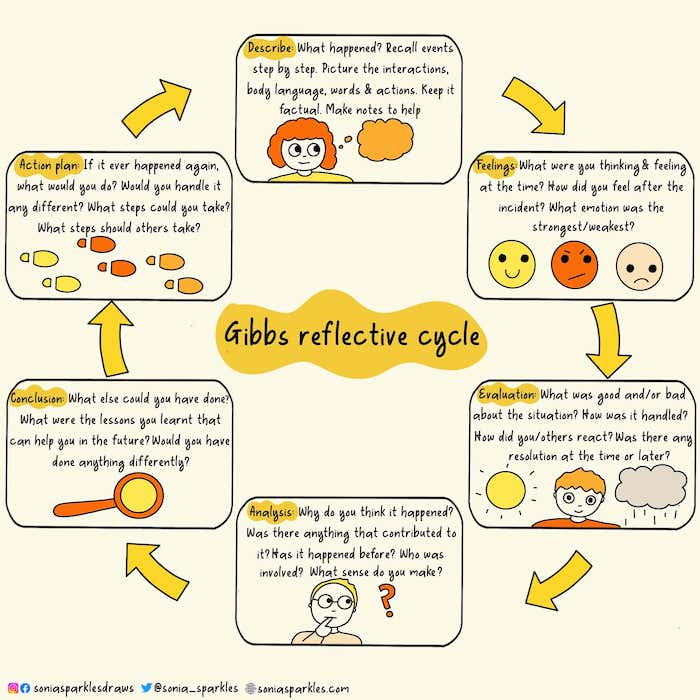 Describe: What happened? Recall events
step by step. Picture the interactions,
body language, words & actions. Keep it
factual. Make notes to help
Feelings: What were you thinking & feeling
at the time? How did you feel after the
incident? What emotion was the
strongest/weakest?
Evaluation: What was good and/or bad
about the situation? How was it handled?
How did you/others react? Was there any
resolution at the time or later?
Analysis: Why do you think it happened?
Was there anything that contributed to
it? Has it happened before? Who was
involved? What sense do you make?
?
Conclusion: What else could you have done?
What were the lessons you learnt that
can help you in the future? Would you have
done anything differently?
Action plan: If it ever happened again,
what would you do? Would you handle it
any different? What steps could you take?
What steps should others take?
Gibbs reflective cycle
soniasparklesdraws @sonia_sparkles soniasparkles.com